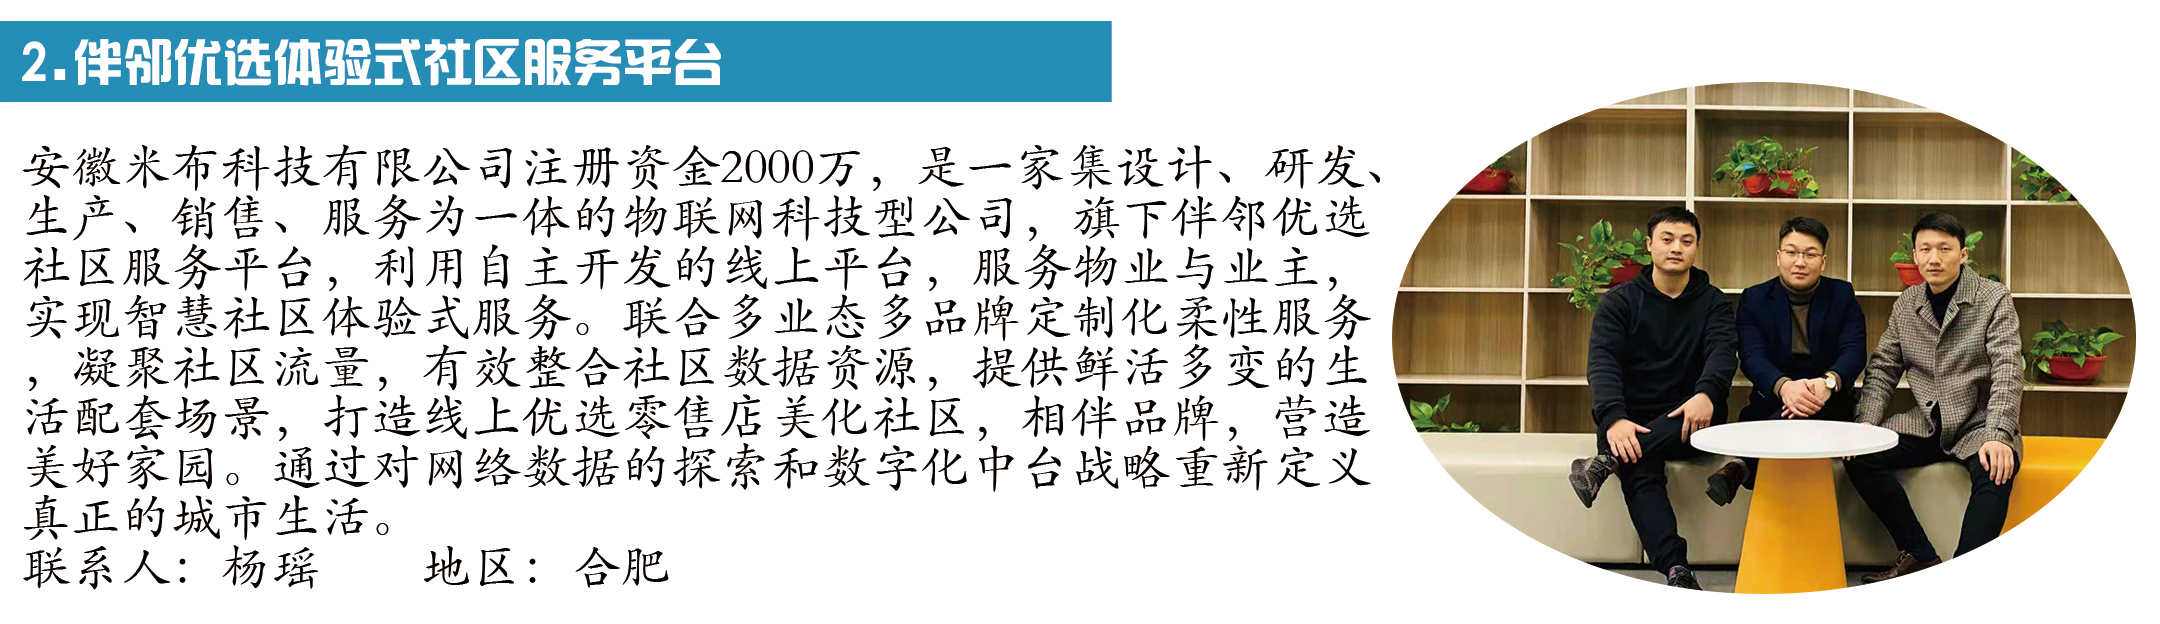 2.伴邻优选体验式社区服务平台
安徽米布科技有限公司注册资金2000万，是一家集设计、研发、
生产、销售、服务为一体的物联网科技型公司，旗下伴邻优选
社区服务平台，利用自主开发的线上平台，服务物业与业主，
实现智慧社区体验式服务。联合多业态多品牌定制化柔性服务
，凝聚社区流量，有效整合社区数据资源，提供鲜活多变的生
活配套场景，打造线上优选零售店美化社区，相伴品牌，营造
美好家园。通过对网络数据的探索和数字化中台战略重新定义
真正的城市生活。
联系人：杨瑶　　地区：合肥